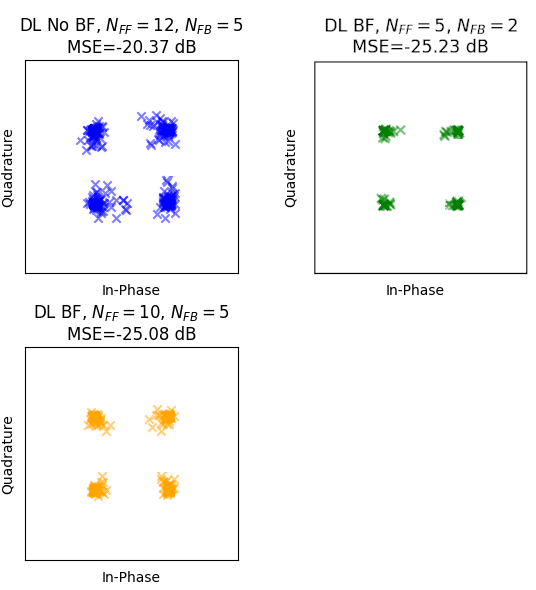 DL No BF, $N_{FF} = 12$, $N_{FB} = 5$
MSE=-20.37 dB
Quadrature
In-Phase
DL BF, $N_{FF} = 5$, $N_{FB} = 2$
MSE=-25.23 dB
Quadrature
In-Phase
DL BF, $N_{FF} = 10$, $N_{FB} = 5$
MSE=-25.08 dB
Quadrature
In-Phase